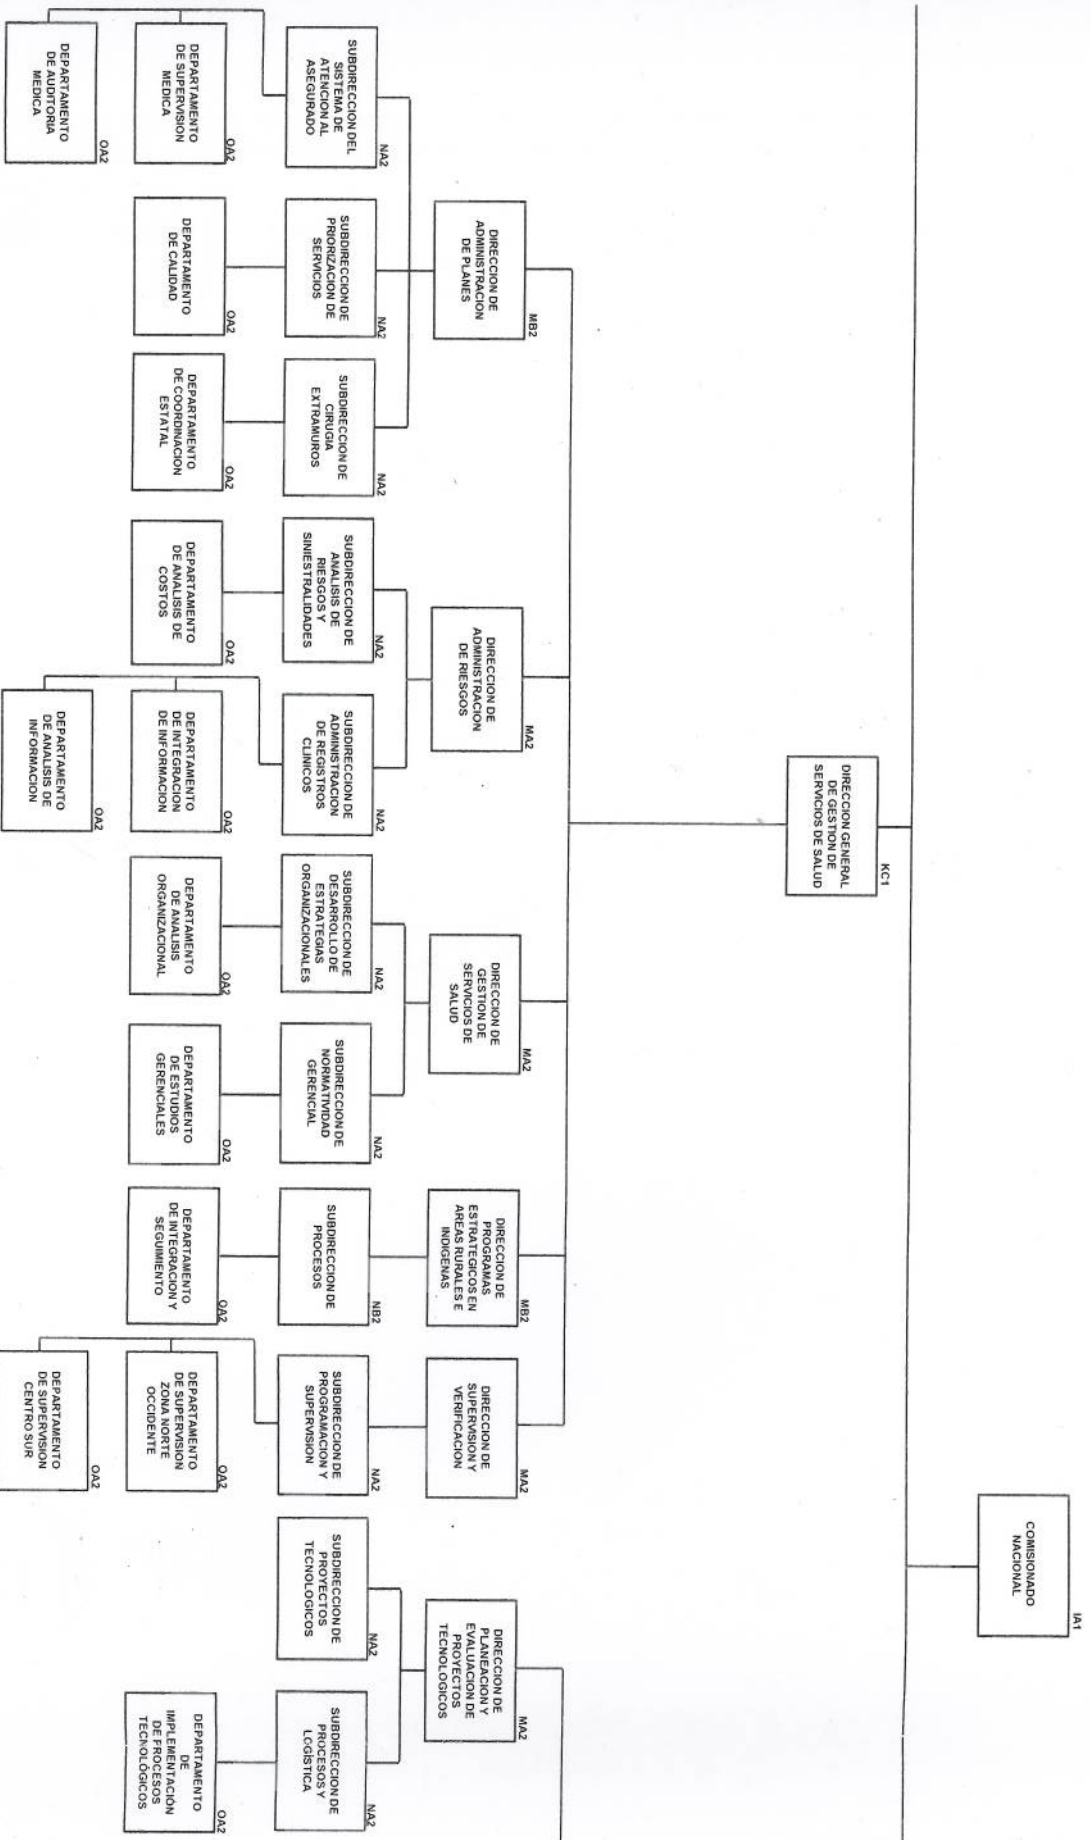 COMISIONADO
NACIONAL
IA1
DIRECCION GENERAL
DE GESTION DE
SERVICIOS DE SALUD
KC1
DIRECCION DE
ADMINISTRACION
DE PLANES
MB2
DIRECCION DE
ADMINISTRACION
DE RIESGOS
MA2
DIRECCION DE
GESTION DE
SERVICIOS DE
SALUD
MA2
DIRECCION DE
PROGRAMAS
ESTRATEGICOS EN
AREAS RURALES E
INDIGENAS
MB2
DIRECCION DE
SUPERVISION Y
VERIFICACION
MA2
DIRECCION DE
PLANEACION Y
EVALUACION DE
PROYECTOS
TECNOLOGICOS
MA2
SUBDIRECCION DEL
SISTEMA DE
ATENCION AL
ASEGURADO
NA2
SUBDIRECCION DE
PRIORIZACION DE
SERVICIOS
NA2
SUBDIRECCION DE
CIRUGIA
EXTRAMUROS
NA2
SUBDIRECCION DE
ANALISIS DE
RIESGOS Y
SINIESTRALIDADES
NA2
SUBDIRECCION DE
ADMINISTRACION
DE REGISTROS
CLINICOS
NA2
SUBDIRECCION DE
DESARROLLO DE
ESTRATEGIAS
ORGANIZACIONALES
NA2
SUBDIRECCION DE
NORMATIVIDAD
GERENCIAL
NA2
SUBDIRECCION DE
PROCESOS
NB2
SUBDIRECCION DE
PROGRAMACION Y
SUPERVISION
NA2
SUBDIRECCION DE
PROYECTOS
TECNOLOGICOS
NA2
SUBDIRECCION DE
PROCESOS Y
LOGÍSTICA
NA2
DEPARTAMENTO
DE SUPERVISION
MEDICA
OA2
DEPARTAMENTO
DE CALIDAD
OA2
DEPARTAMENTO
DE COORDINACION
ESTATAL
OA2
DEPARTAMENTO
DE ANALISIS DE
COSTOS
OA2
DEPARTAMENTO
DE INTEGRACION
DE INFORMACION
OA2
DEPARTAMENTO
DE ANALISIS
ORGANIZACIONAL
OA2
DEPARTAMENTO
DE ESTUDIOS
GERENCIALES
OA2
DEPARTAMENTO
DE INTEGRACION Y
SEGUIMIENTO
OA2
DEPARTAMENTO
DE SUPERVISION
ZONA NORTE
OCCIDENTE
OA2
DEPARTAMENTO
DE
IMPLEMENTACIÓN
DE PROCESOS
TECNOLÓGICOS
OA2
DEPARTAMENTO
DE AUDITORIA
MEDICA
OA2
DEPARTAMENTO
DE ANALISIS DE
INFORMACION
OA2
DEPARTAMENTO
DE SUPERVISION
CENTRO SUR
OA2